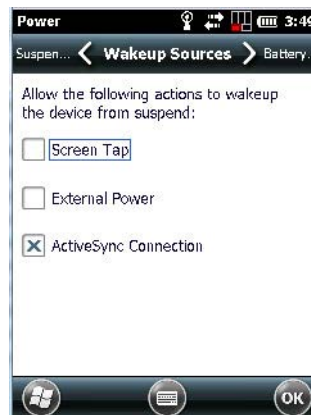 Power 3:49
Suspen... Wakeup Sources Battery.
Allow the following actions to wakeup
the device from suspend:
Screen Tap
External Power
ActiveSync Connection
OK